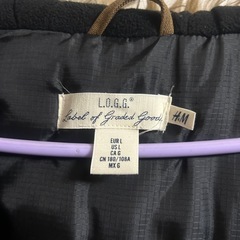 L.O.G.G.®
Label of Graded Goods
H&M
EUR L
US L
CA G
CN 180/108A
MX G